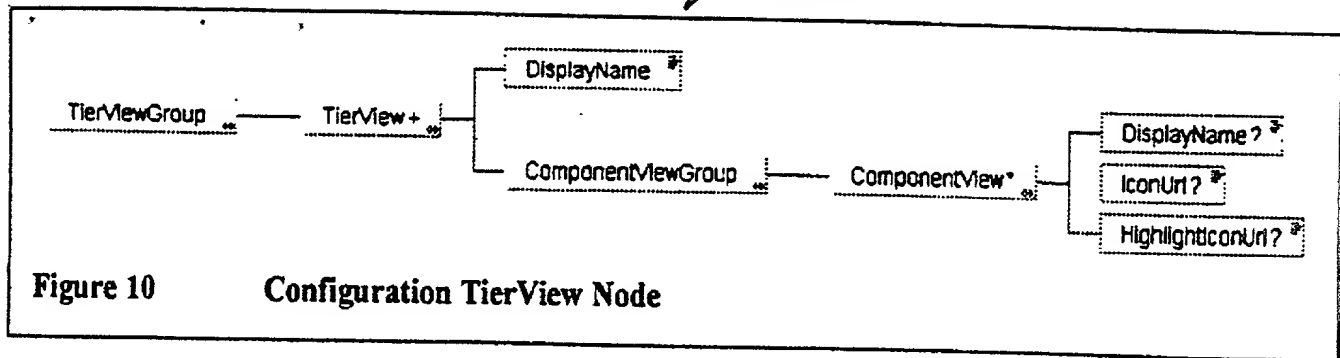 TierViewGroup
TierView+
DisplayName
ComponentViewGroup
ComponentView*
DisplayName?
IconUrl?
HighlightIconUrl?
Figure 10 Configuration TierView Node